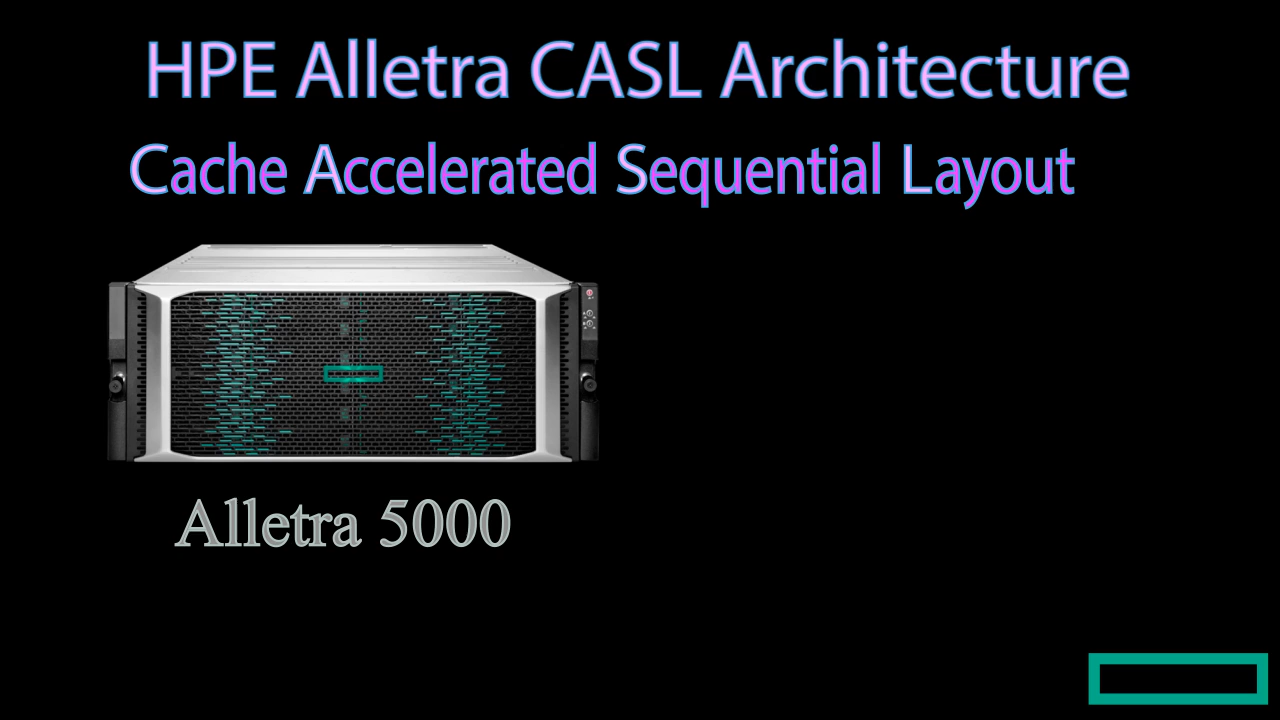 HPE Alletra CASL Architecture
Cache Accelerated Sequential Layout
Alletra 5000